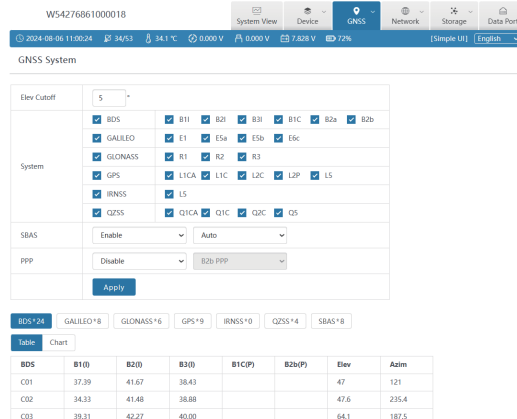 W54276861000018
System View
Device
GNSS
Network
Storage
Data Port
2024-08-06 11:00:24 34/53 34.1 ℃ 0.000 V 0.000 V 7.828 V 72% [Simple UI] English
GNSS System
Elev Cutoff 5 °
System
BDS B1I B2I B3I B1C B2a B2b
GALILEO E1 E5a E5b E6c
GLONASS R1 R2 R3
GPS L1CA L1C L2C L2P L5
IRNSS L5
QZSS Q1CA Q1C Q2C Q5
SBAS Enable Auto
PPP Disable B2b PPP
Apply
BDS*24 GALILEO*8 GLONASS*6 GPS*9 IRNSS*0 QZSS*4 SBAS*8
Table Chart
BDS B1(I) B2(I) B3(I) B1C(P) B2b(P) Elev Azim
C01 37.39 41.67 38.43 47 121
C02 34.33 41.48 38.88 47.6 235.4
C03 39.31 42.27 40.00 64.1 187.5